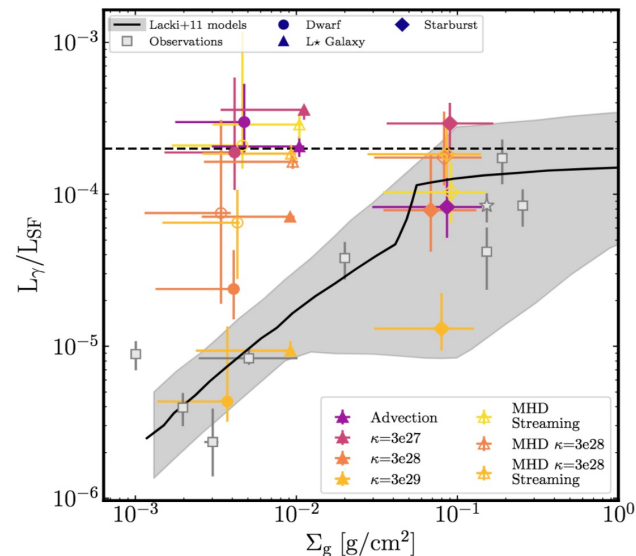 Lacki+11 models
Observations
Dwarf
L⋆ Galaxy
Starburst
10⁻³
10⁻⁴
10⁻⁵
10⁻⁶
L_γ/L_SF
Advection
κ=3e27
κ=3e28
κ=3e29
MHD
Streaming
MHD κ=3e28
MHD κ=3e28
Streaming
10⁻³
10⁻²
10⁻¹
10⁰
Σ_g [g/cm²]